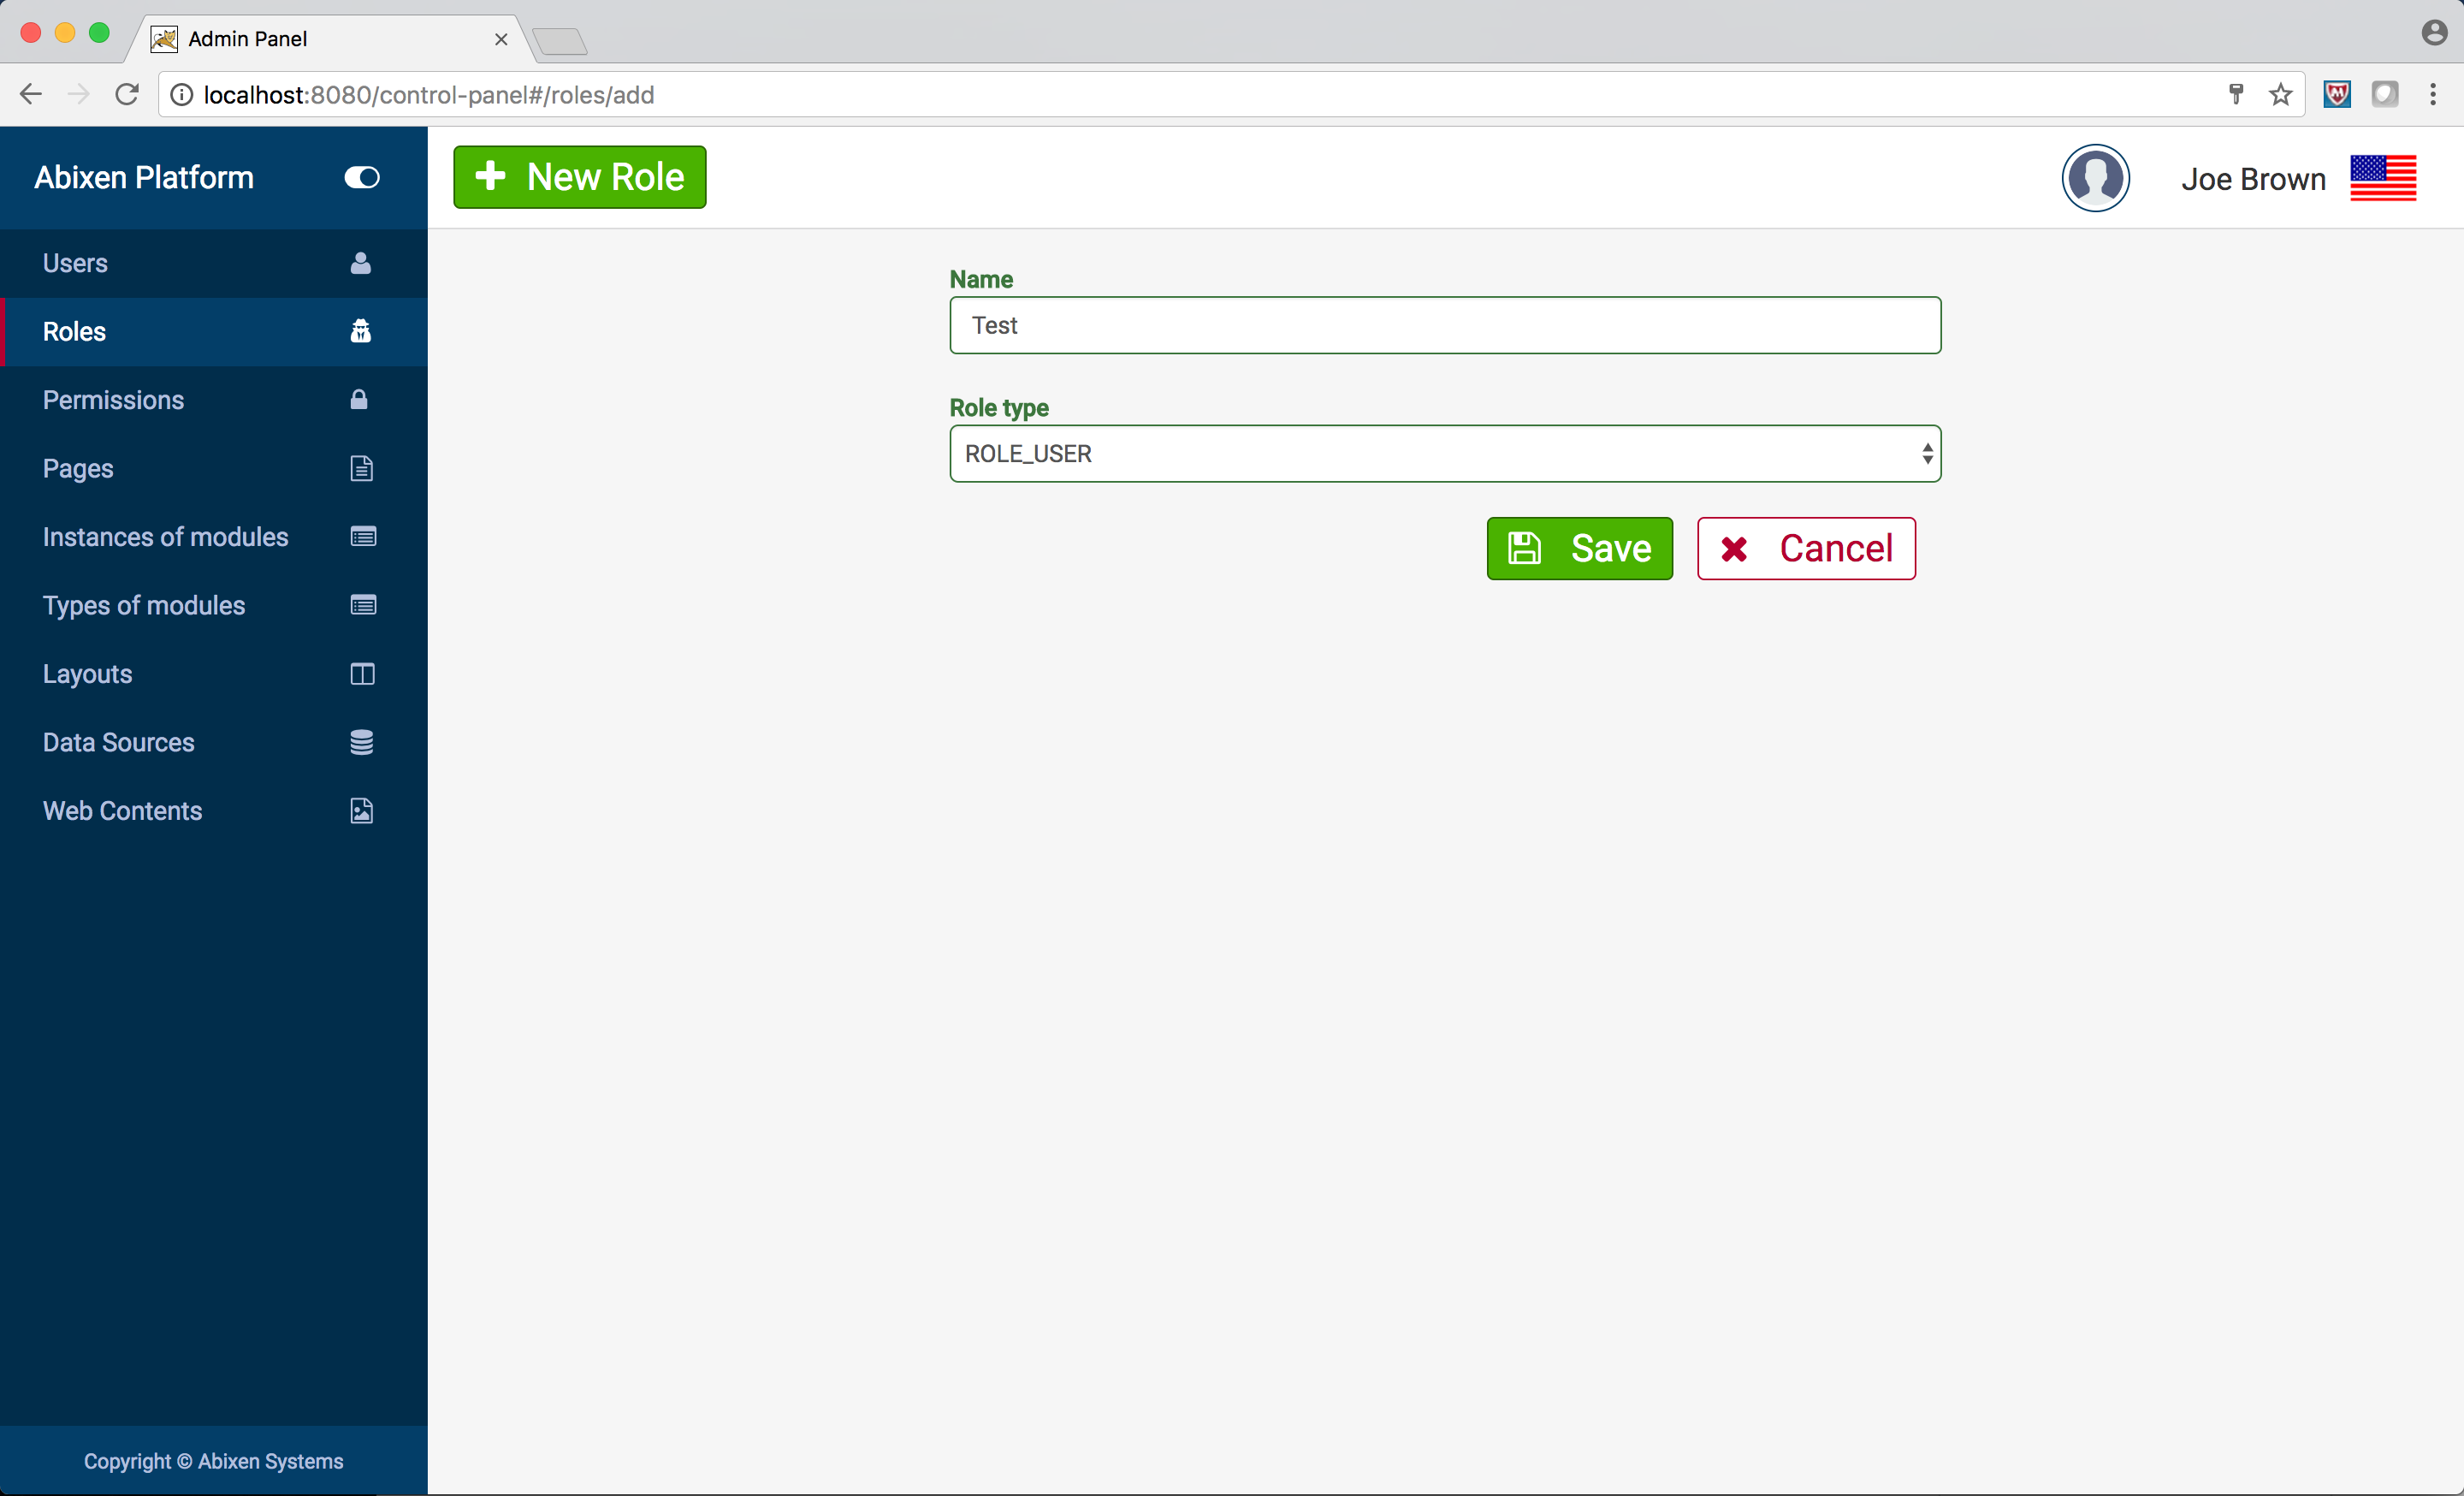 Admin Panel
localhost:8080/control-panel#/roles/add
Abixen Platform
New Role
Joe Brown
Users
Roles
Permissions
Pages
Instances of modules
Types of modules
Layouts
Data Sources
Web Contents
Name
Test
Role type
ROLE_USER
Save
Cancel
Copyright © Abixen Systems